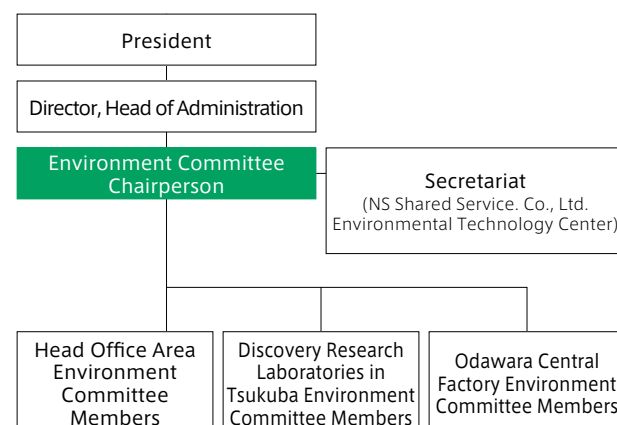 President
Director, Head of Administration
Environment Committee
Chairperson
Secretariat
(NS Shared Service. Co., Ltd.
Environmental Technology Center)
Head Office Area
Environment
Committee
Members
Discovery Research
Laboratories in
Tsukuba Environment
Committee Members
Odawara Central
Factory Environment
Committee Members